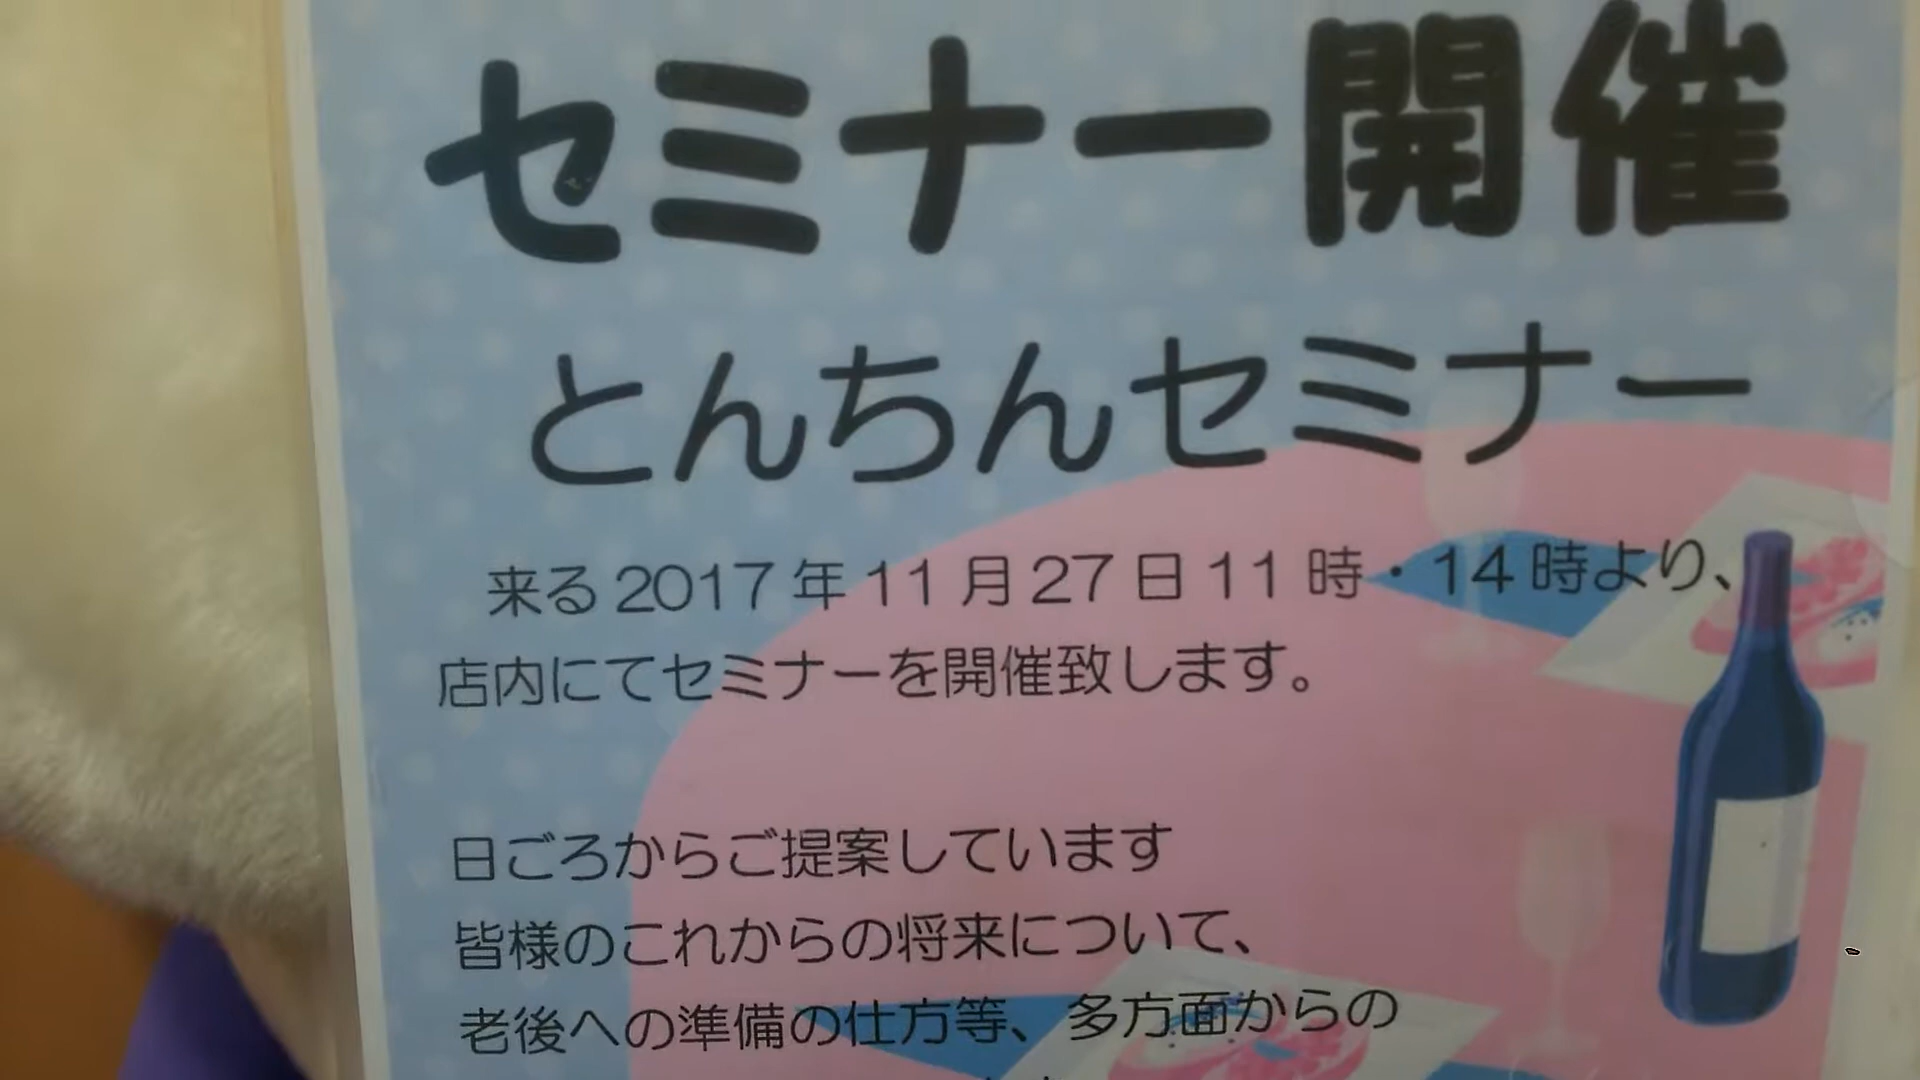 セミナー開催
とんちんセミナー
来る2017年11月27日11時・14時より、
店内にてセミナーを開催致します。
日ごろからご提案しています
皆様のこれからの将来について、
老後への準備の仕方等、多方面からの